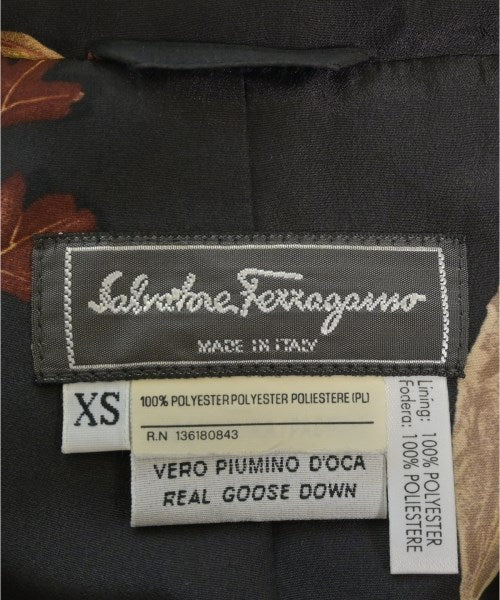 Salvatore Ferragamo
MADE IN ITALY
XS
100% POLYESTER POLYESTER POLIESTERE (PL)
R.N 136180843
VERO PIUMINO D'OCA
REAL GOOSE DOWN
Lining: 100% POLYESTER
Fodera: 100% POLIESTERE